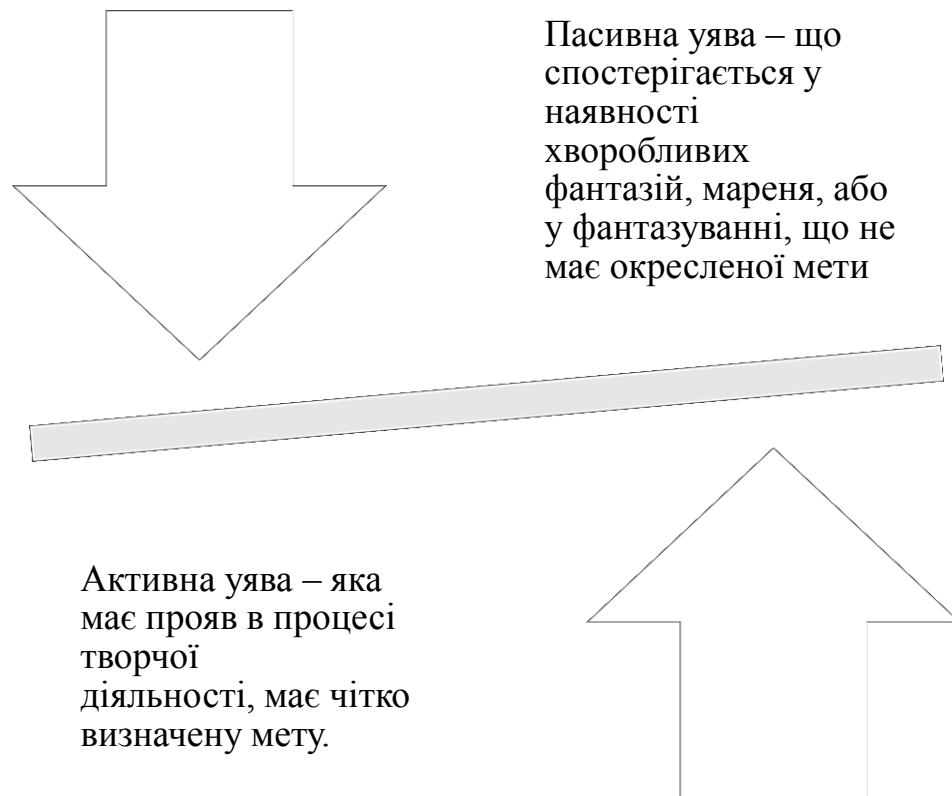 Пасивна уява – що
спостерігається у
наявності
хворобливих
фантазій, мареня, або
у фантазуванні, що не
має окресленої мети
Активна уява – яка
має прояв в процесі
творчої
діяльності, має чітко
визначену мету.